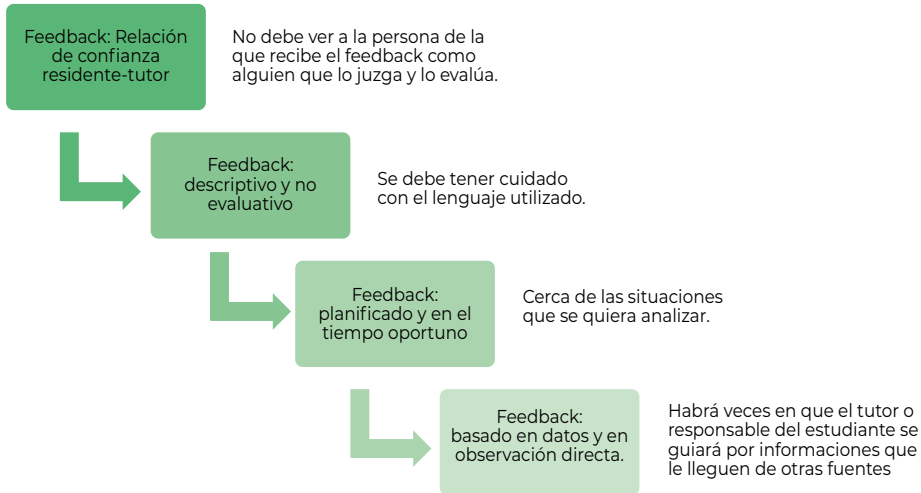 Feedback: Relación
de confianza
residente-tutor
No debe ver a la persona de la
que recibe el feedback como
alguien que lo juzga y lo evalúa.
Feedback:
descriptivo y no
evaluativo
Se debe tener cuidado
con el lenguaje utilizado.
Feedback:
planificado y en el
tiempo oportuno
Cerca de las situaciones
que se quiera analizar.
Feedback:
basado en datos y en
observación directa.
Habrá veces en que el tutor o
responsable del estudiante se
guiará por informaciones que
le lleguen de otras fuentes